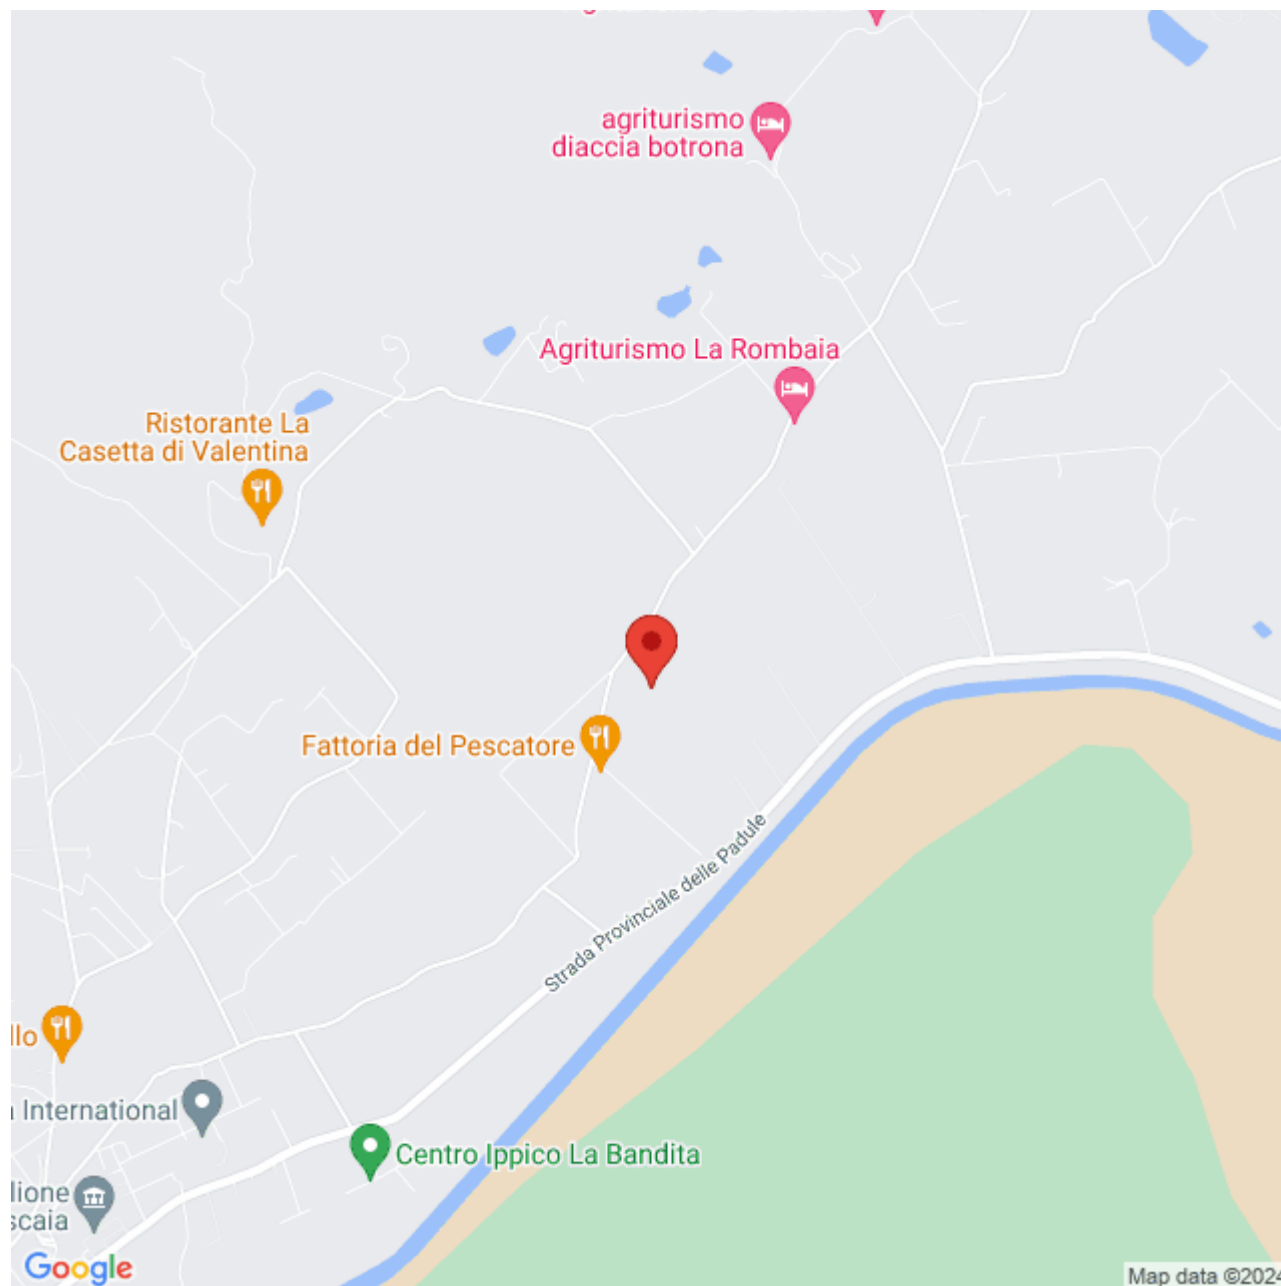 agriturismo
diaccia botrona
Agriturismo La Rombaia
Ristorante La
Casetta di Valentina
Fattoria del Pescatore
Strada Provinciale delle Padule
llo
International
Centro Ippico La Bandita
lione
scaia
Google
Map data ©2024